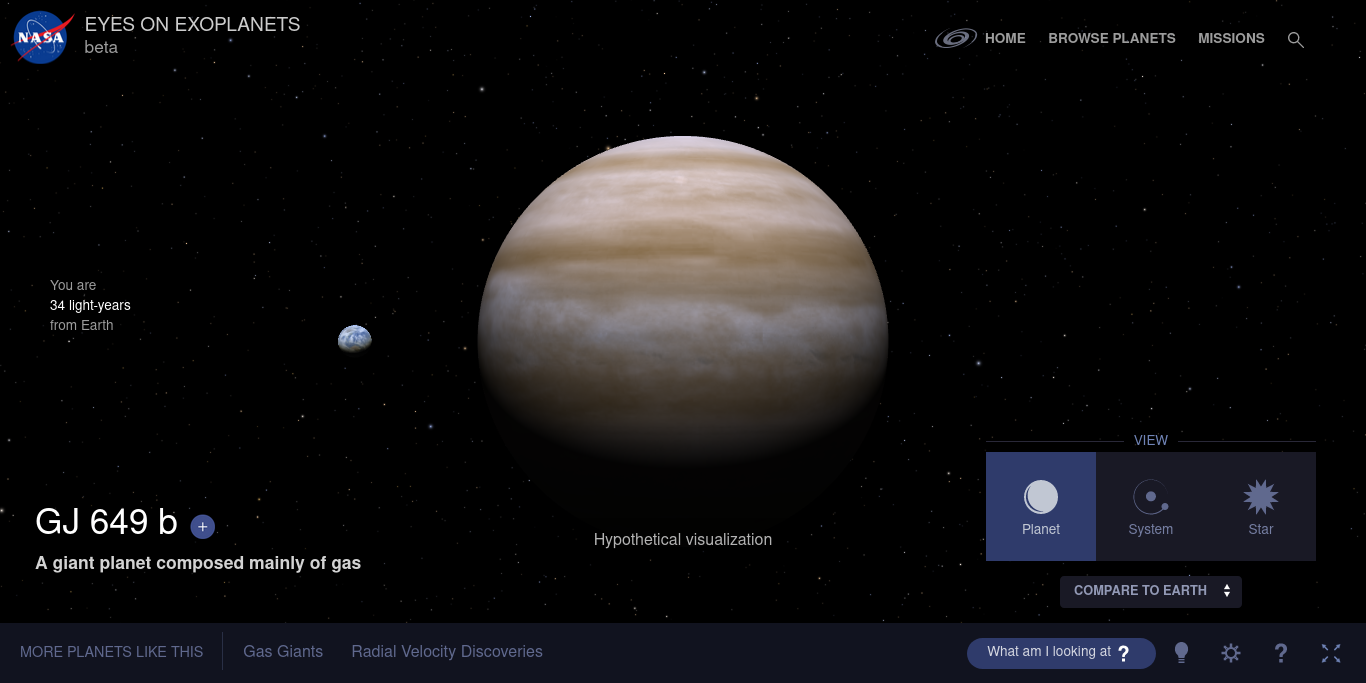 NASA
EYES ON EXOPLANETS
beta
HOME
BROWSE PLANETS
MISSIONS
You are
34 light-years
from Earth
GJ 649 b +
A giant planet composed mainly of gas
Hypothetical visualization
VIEW
Planet
System
Star
COMPARE TO EARTH
MORE PLANETS LIKE THIS
Gas Giants
Radial Velocity Discoveries
What am I looking at ?
?